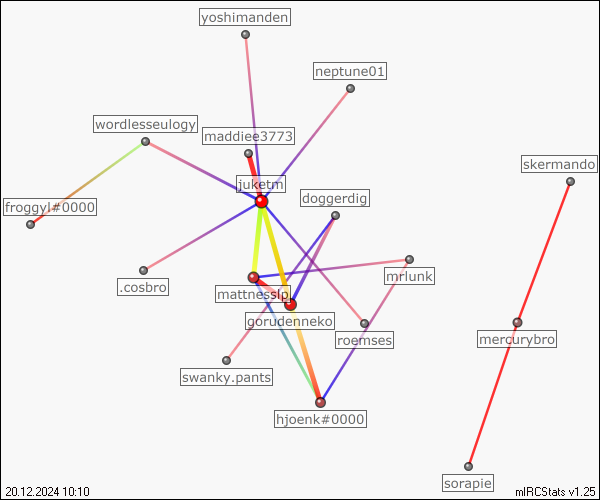 yoshimanden
neptune01
wordlesseulogy
maddiee3773
skermando
juketm
doggerdig
froggyl#0000
mrlunk
.cosbro
mattnesslp
gorudenneko
roemses
mercurybro
swanky.pants
hjoenk#0000
sorapie
20.12.2024 10:10
mIRCStats v1.25